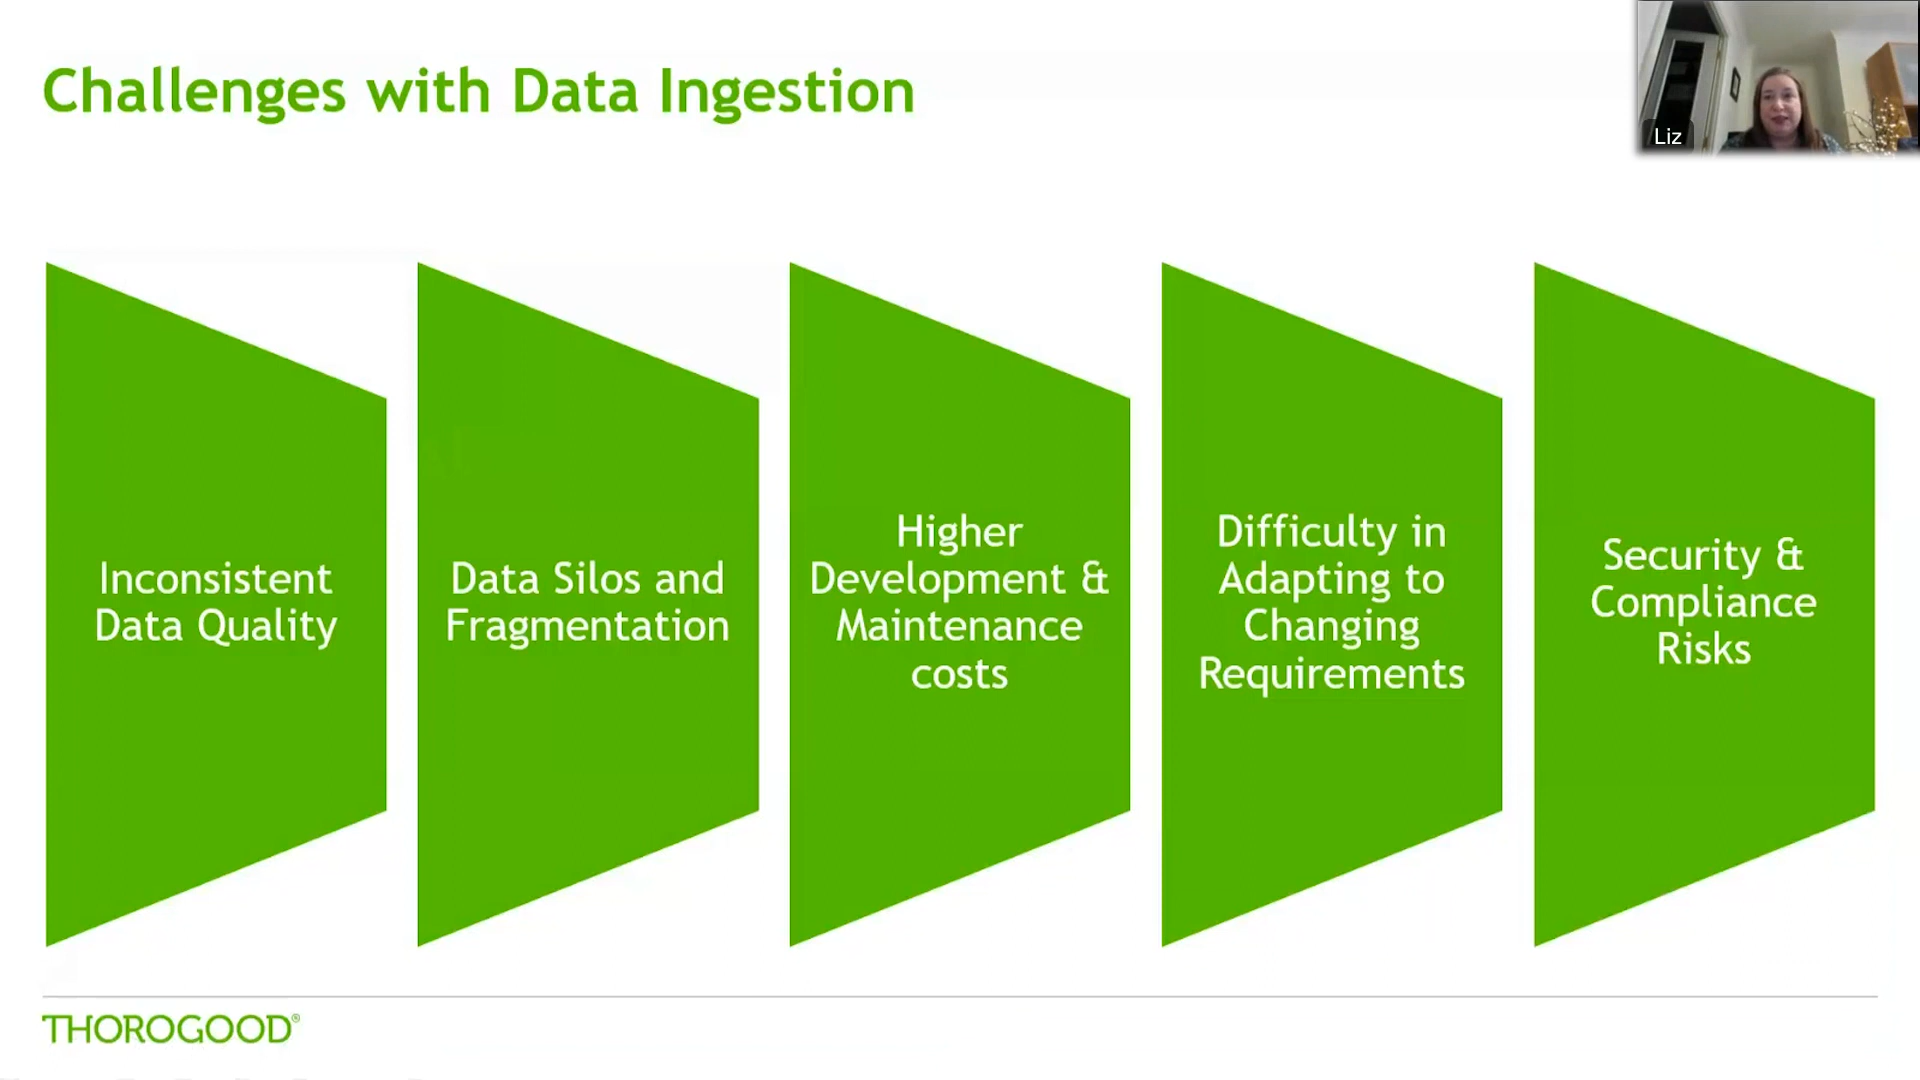 Challenges with Data Ingestion
Liz
Inconsistent
Data Quality
Data Silos and
Fragmentation
Higher
Development &
Maintenance
costs
Difficulty in
Adapting to
Changing
Requirements
Security &
Compliance
Risks
THOROGOOD®